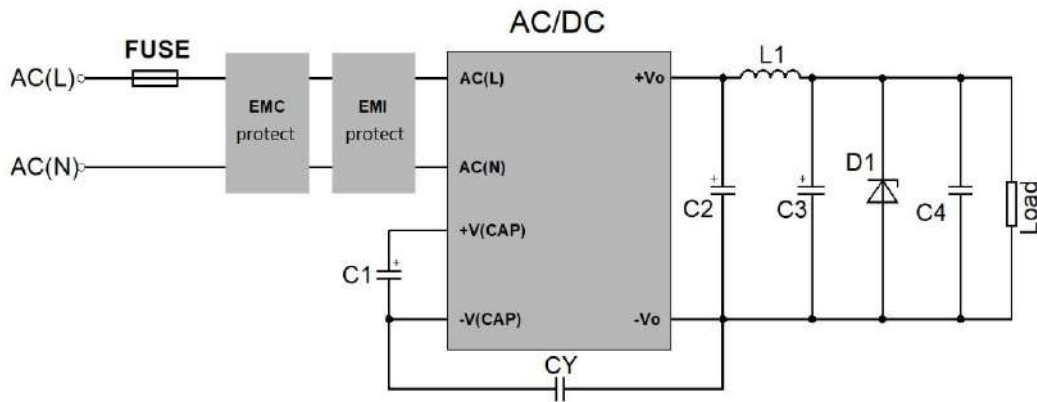 AC/DC
FUSE
AC(L)
EMC
protect
EMI
protect
AC(L)
+Vo
L1
AC(N)
AC(N)
D1
C2
C3
C4
Load
+V(CAP)
+
+
+
C1
-V(CAP)
-Vo
CY